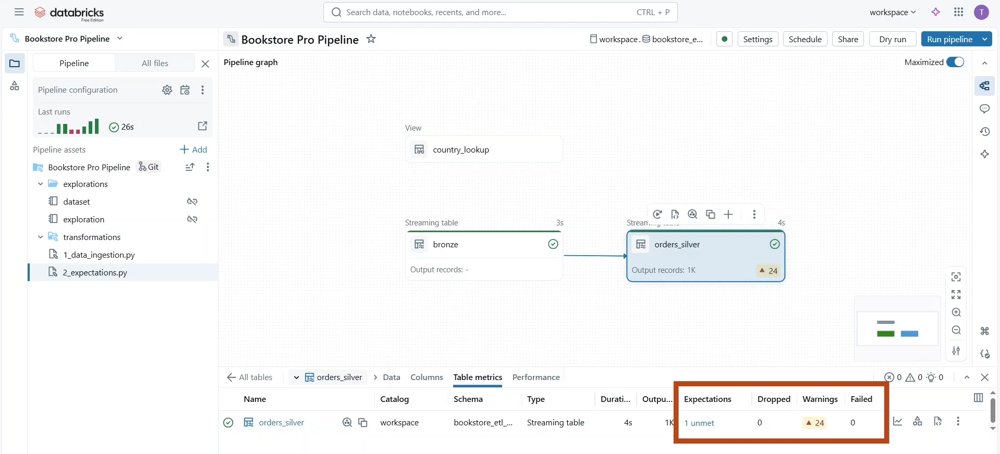 databricks
Free Edition
Search data, notebooks, recents, and more...
CTRL + P
workspace
T
Bookstore Pro Pipeline
Bookstore Pro Pipeline
workspace.
bookstore_e...
Settings
Schedule
Share
Dry run
Run pipeline
Pipeline
All files
Pipeline graph
Maximized
Pipeline configuration
Last runs
26s
Pipeline assets
Add
Bookstore Pro Pipeline
Git
explorations
dataset
exploration
transformations
1_data_ingestion.py
2_expectations.py
View
country_lookup
Streaming table
3s
bronze
Output records: -
Streaming table
4s
orders_silver
Output records: 1K
24
All tables
orders_silver
Data
Columns
Table metrics
Performance
0
0
0
Name
Catalog
Schema
Type
Durati...
Outpu...
Expectations
Dropped
Warnings
Failed
orders_silver
workspace
bookstore_etl_...
Streaming table
4s
1K
1 unmet
0
24
0